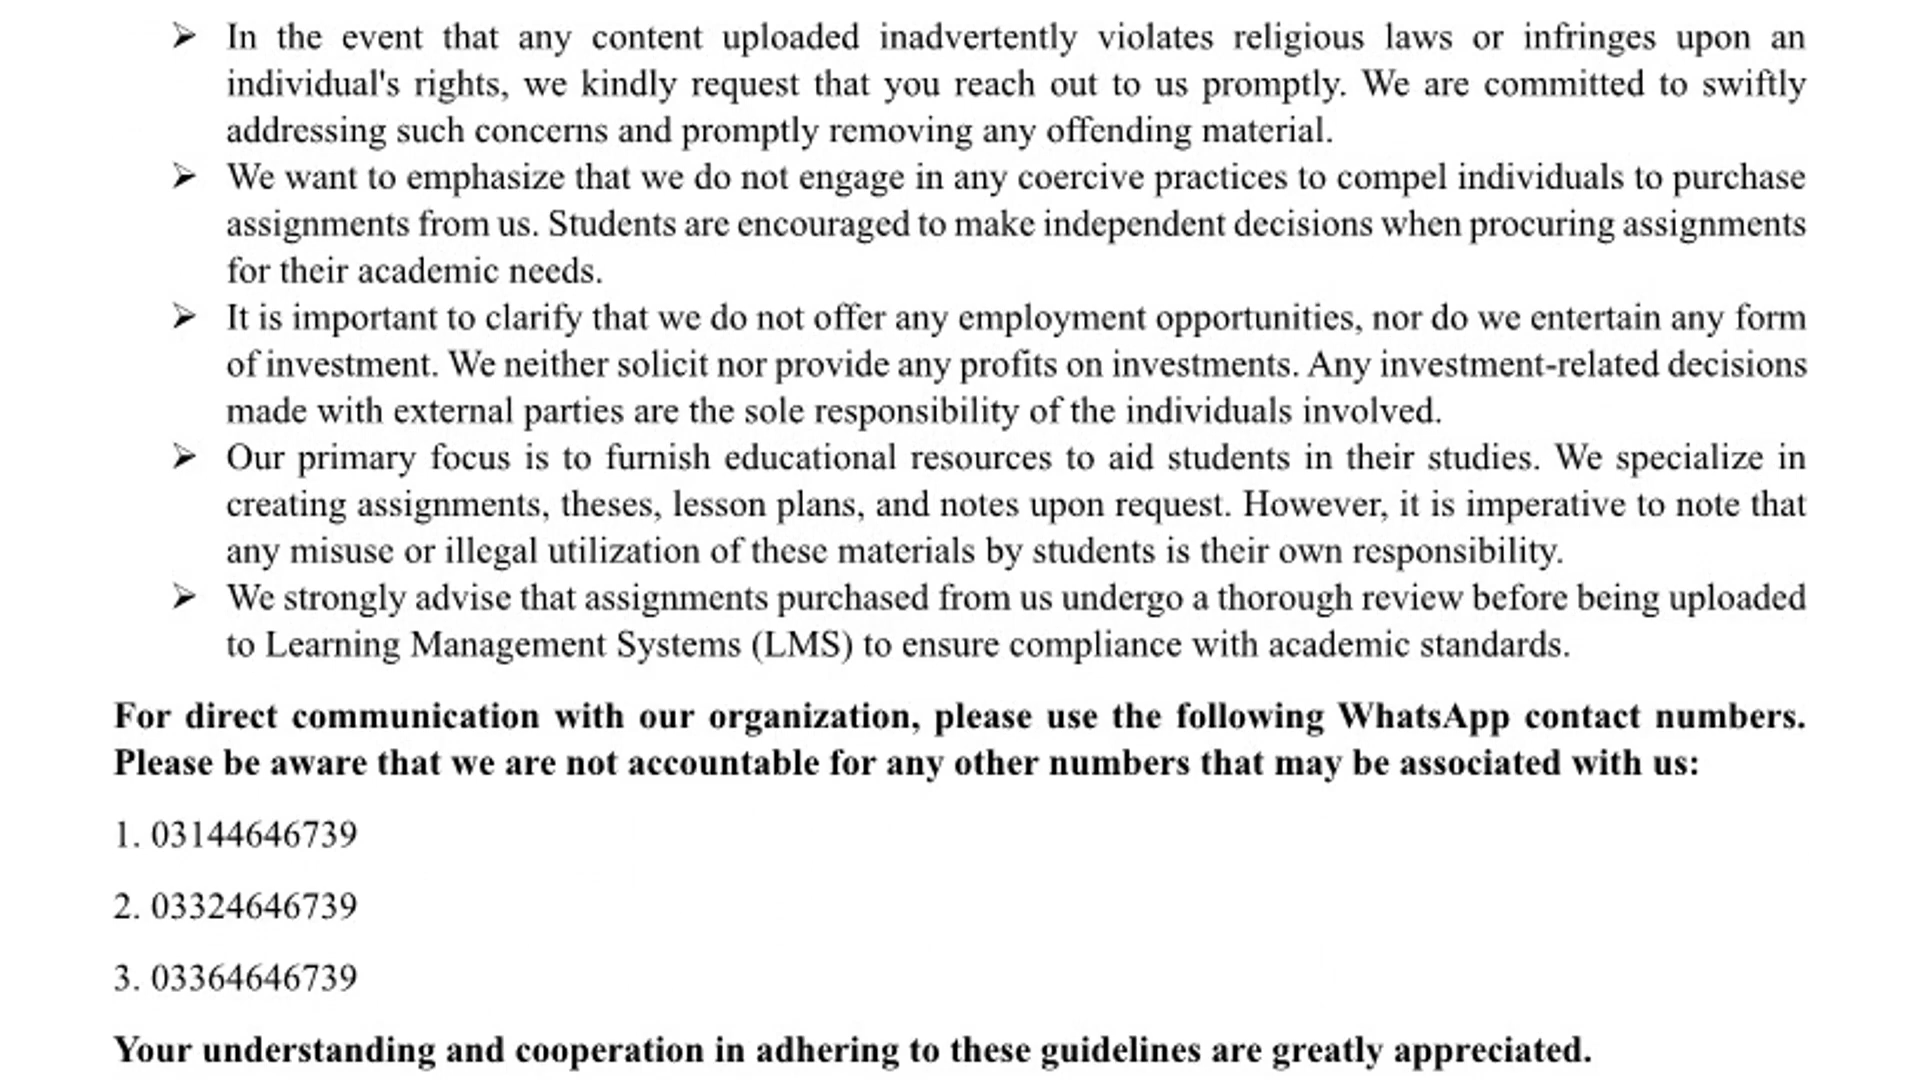 ➢ In the event that any content uploaded inadvertently violates religious laws or infringes upon an
individual's rights, we kindly request that you reach out to us promptly. We are committed to swiftly
addressing such concerns and promptly removing any offending material.
➢ We want to emphasize that we do not engage in any coercive practices to compel individuals to purchase
assignments from us. Students are encouraged to make independent decisions when procuring assignments
for their academic needs.
➢ It is important to clarify that we do not offer any employment opportunities, nor do we entertain any form
of investment. We neither solicit nor provide any profits on investments. Any investment-related decisions
made with external parties are the sole responsibility of the individuals involved.
➢ Our primary focus is to furnish educational resources to aid students in their studies. We specialize in
creating assignments, theses, lesson plans, and notes upon request. However, it is imperative to note that
any misuse or illegal utilization of these materials by students is their own responsibility.
➢ We strongly advise that assignments purchased from us undergo a thorough review before being uploaded
to Learning Management Systems (LMS) to ensure compliance with academic standards.
For direct communication with our organization, please use the following WhatsApp contact numbers.
Please be aware that we are not accountable for any other numbers that may be associated with us:
1. 03144646739
2. 03324646739
3. 03364646739
Your understanding and cooperation in adhering to these guidelines are greatly appreciated.